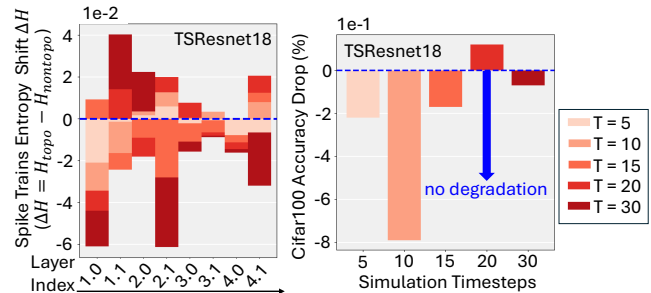 1e-2
TSResnet18
Spike Trains Entropy Shift ΔH
(ΔH = H_topo − H_nontopo)
4
2
0
-2
-4
-6
Layer
Index
1.0
1.1
2.0
2.1
3.0
3.1
4.0
4.1
1e-1
TSResnet18
Cifar100 Accuracy Drop (%)
0
-2
-4
-6
-8
no degradation
5 10 15 20 30
Simulation Timesteps
T = 5
T = 10
T = 15
T = 20
T = 30